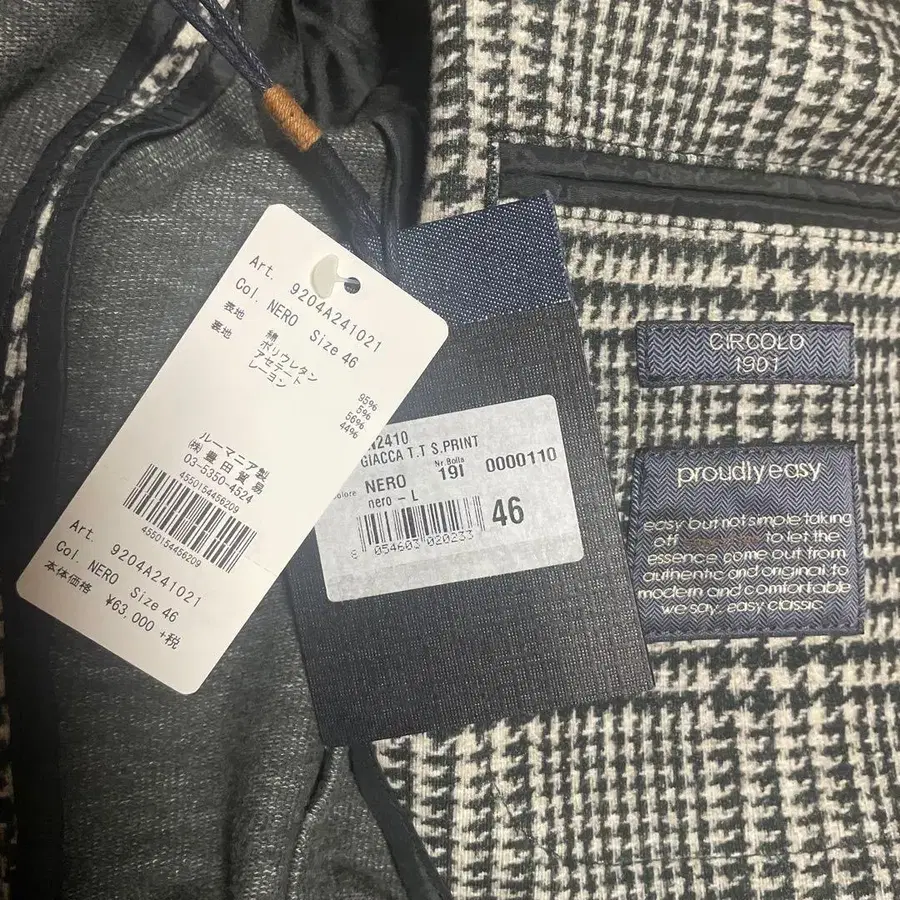 Art. 9204A241021
Col. NERO Size 46
表地 綿 95%
ポリウレタン 5%
裏地 アセテート 56%
レーヨン 44%
ルーマニア製
㈱豊田貿易
03-5350-4524
4550154456209
4550154456209
Art. 9204A241021
Col. NERO Size 46
本体価格 ¥63,000 +税
N2410
GIACCA T.T S.PRINT
Nr.Bolla
olore NERO 19I 0000110
nero-L
46
8 054603 020233
CIRCOLO
1901
proudly easy
easy but not simple taking
off to let the
essence come out from
authentic and original to
modern and comfortable
we say, easy classic.